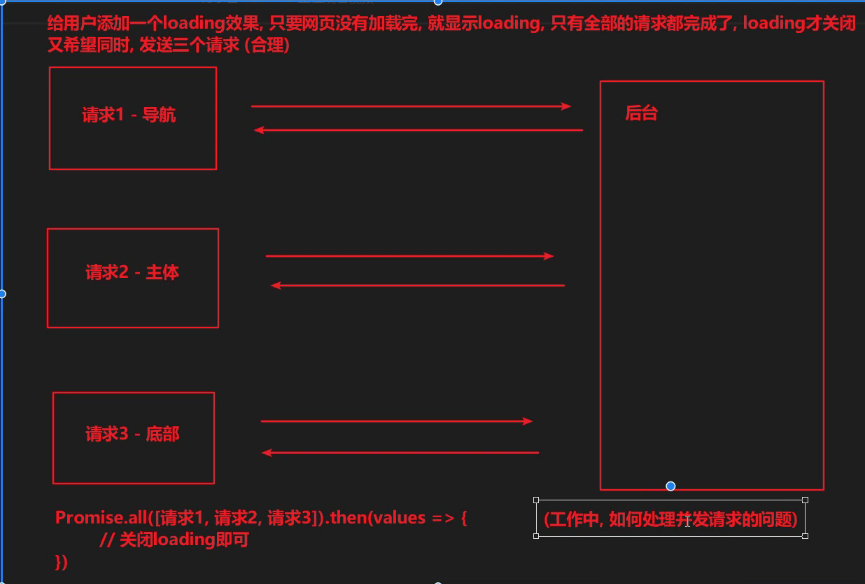 给用户添加一个loading效果, 只要网页没有加载完, 就显示loading, 只有全部的请求都完成了, loading才关闭
又希望同时, 发送三个请求 (合理)
请求1 - 导航
后台
请求2 - 主体
请求3 - 底部
Promise.all([请求1, 请求2, 请求3]).then(values => {
// 关闭loading即可
})
(工作中, 如何处理并发请求的问题)